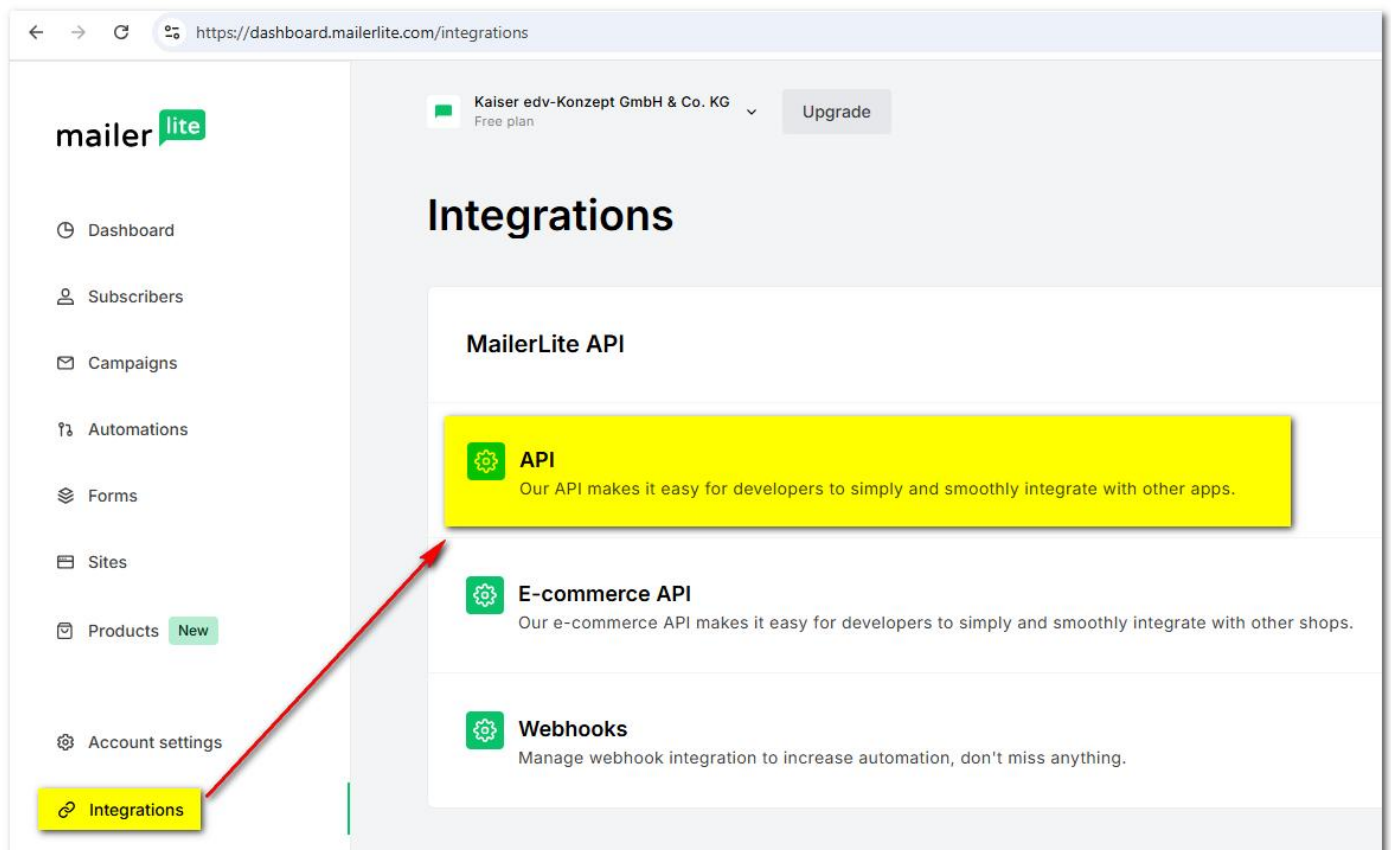 https://dashboard.mailerlite.com/integrations
mailer lite
Kaiser edv-Konzept GmbH & Co. KG
Free plan
Upgrade
Dashboard
Subscribers
Campaigns
Automations
Forms
Sites
Products New
Account settings
Integrations
Integrations
MailerLite API
API
Our API makes it easy for developers to simply and smoothly integrate with other apps.
E-commerce API
Our e-commerce API makes it easy for developers to simply and smoothly integrate with other shops.
Webhooks
Manage webhook integration to increase automation, don't miss anything.